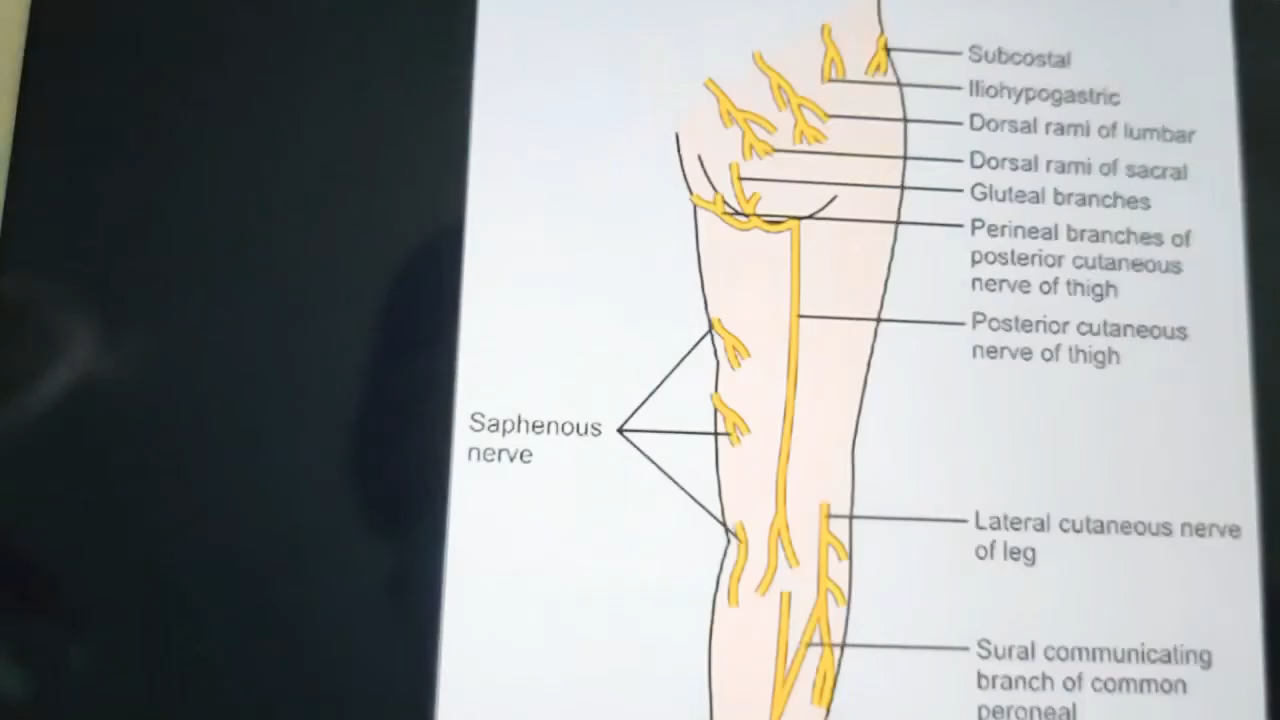 Subcostal
Iliohypogastric
Dorsal rami of lumbar
Dorsal rami of sacral
Gluteal branches
Perineal branches of
posterior cutaneous
nerve of thigh
Posterior cutaneous
nerve of thigh
Saphenous
nerve
Lateral cutaneous nerve
of leg
Sural communicating
branch of common
peroneal